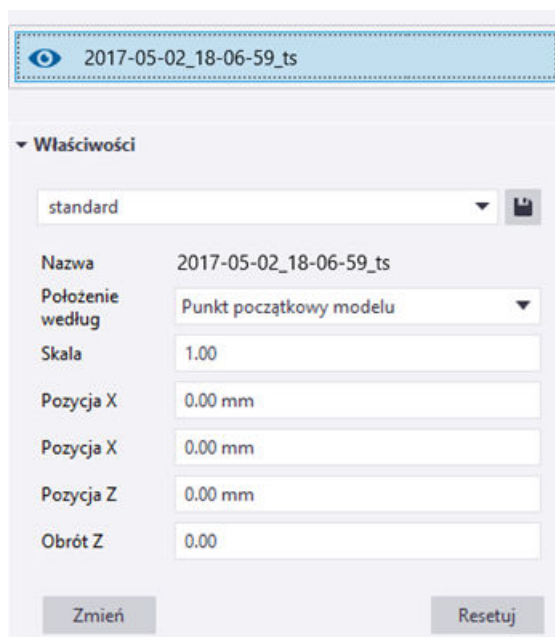 2017-05-02_18-06-59_ts
Właściwości
standard
Nazwa 2017-05-02_18-06-59_ts
Położenie
według Punkt początkowy modelu
Skala 1.00
Pozycja X 0.00 mm
Pozycja X 0.00 mm
Pozycja Z 0.00 mm
Obrót Z 0.00
Zmień Resetuj